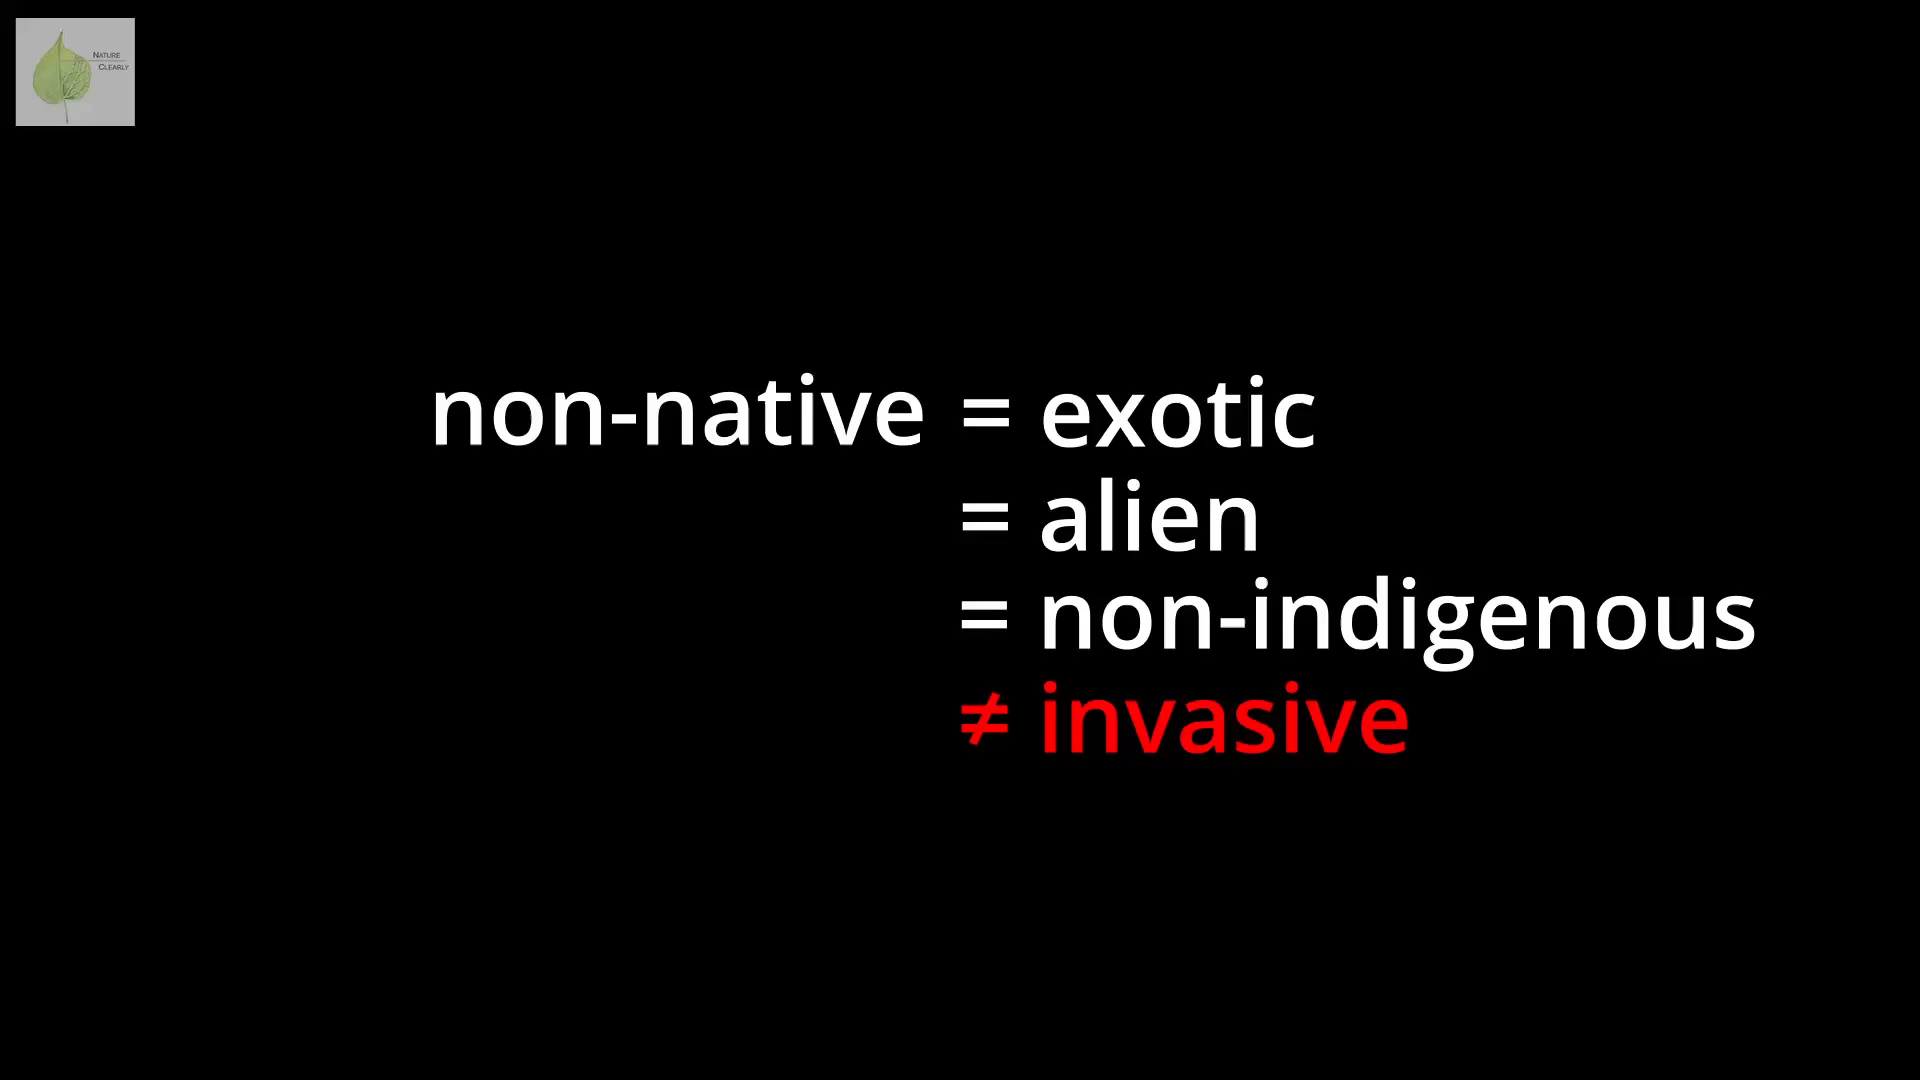 NATURE
CLEARLY
non-native = exotic
= alien
= non-indigenous
≠ invasive